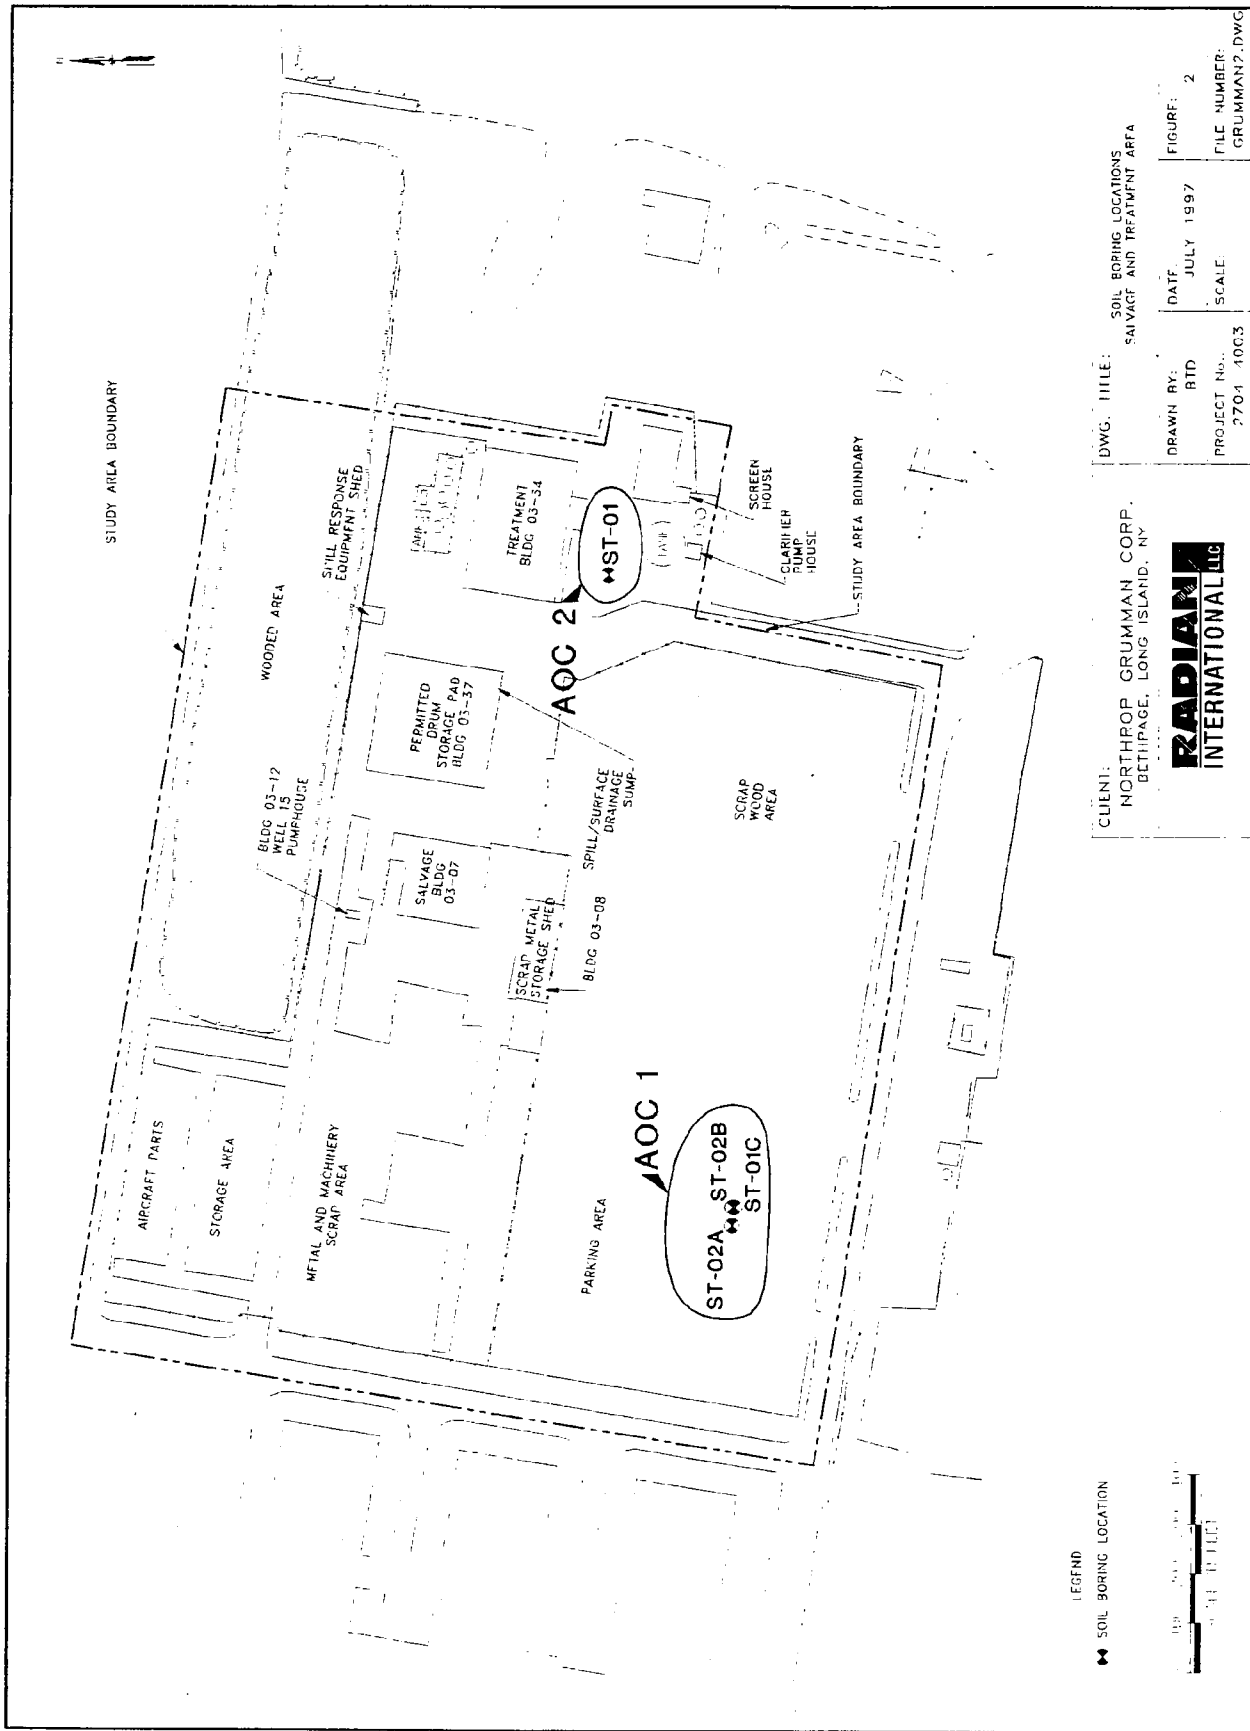 STUDY AREA BOUNDARY
WOODED AREA
SPILL RESPONSE
EQUIPMENT SHED
BLDG 03-12
WELL 15
PUMPHOUSE
AIRCRAFT PARTS
STORAGE AREA
METAL AND MACHINERY
SCRAP AREA
SALVAGE
BLDG
03-07
PERMITTED
DRUM
STORAGE PAD
BLDG 03-37
TREATMENT
BLDG 03-34
SCRAP METAL
STORAGE SHED
BLDG 03-08
SPILL/SURFACE
DRAINAGE
SUMP
AOC 2
ST-01
SCREEN
HOUSE
CLARIFIER
PUMP
HOUSE
STUDY AREA BOUNDARY
SCRAP
WOOD
AREA
PARKING AREA
AOC 1
ST-02A
ST-02B
ST-01C
LEGEND
SOIL BORING LOCATION
CLIENT:
NORTHROP GRUMMAN CORP.
BETHPAGE, LONG ISLAND, NY
RADIAN
INTERNATIONAL LLC
DWG. TITLE:
SOIL BORING LOCATIONS
SALVAGE AND TREATMENT AREA
DRAWN BY:
BTD
DATE:
JULY 1997
FIGURE:
2
PROJECT No.:
SCALE:
FILE NUMBER:
GRUMMAN2.DWG